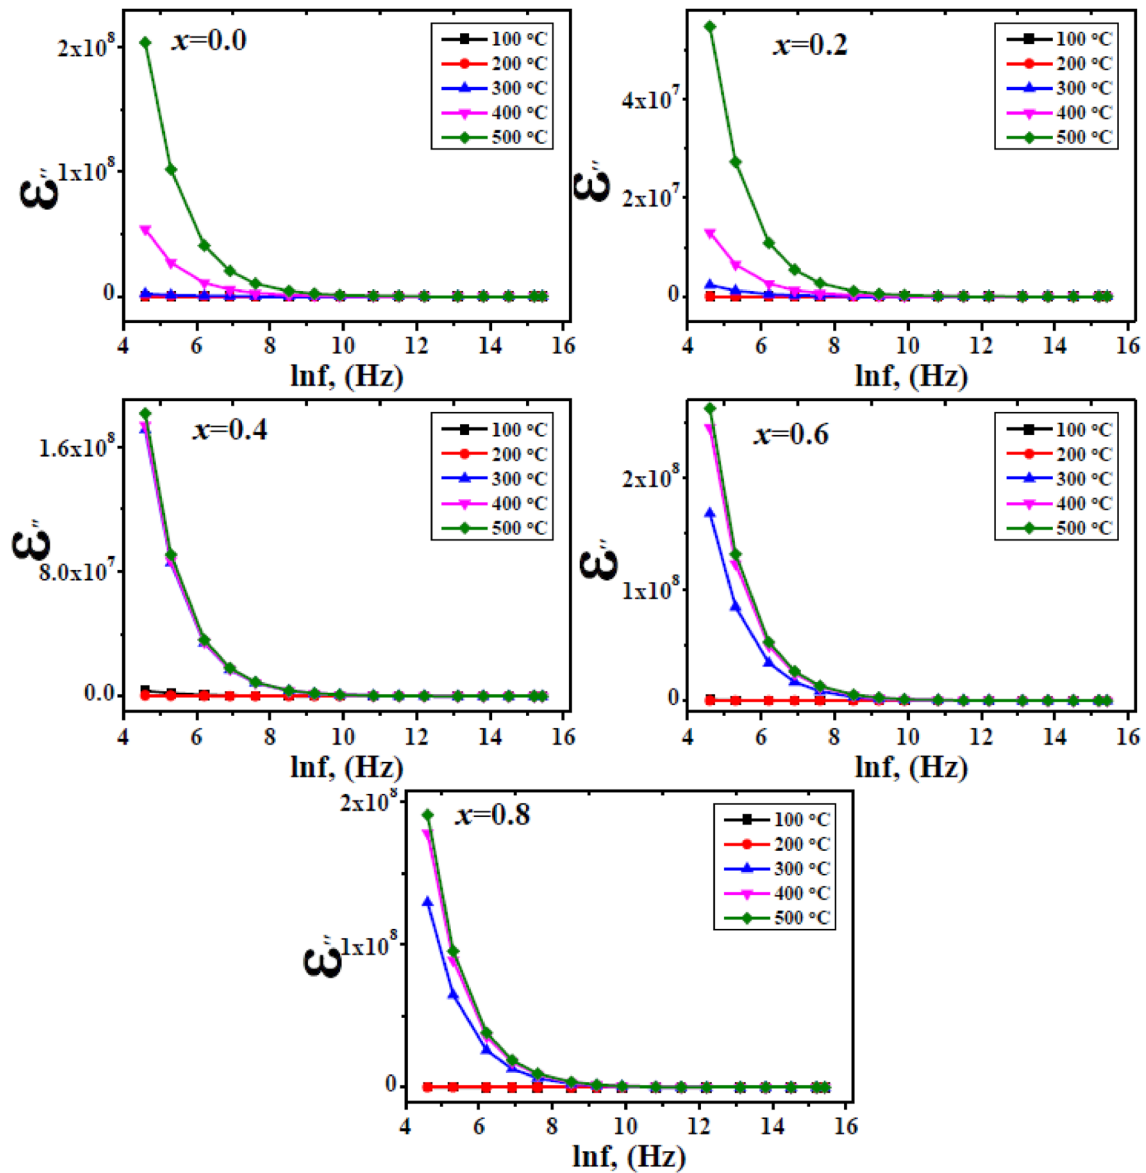 x=0.0
100 °C
200 °C
300 °C
400 °C
500 °C
2x10⁸
1x10⁸
0
ε″
4 6 8 10 12 14 16
lnf, (Hz)
x=0.2
100 °C
200 °C
300 °C
400 °C
500 °C
4x10⁷
2x10⁷
0
ε″
4 6 8 10 12 14 16
lnf, (Hz)
x=0.4
100 °C
200 °C
300 °C
400 °C
500 °C
1.6x10⁸
8.0x10⁷
0.0
ε″
4 6 8 10 12 14 16
lnf, (Hz)
x=0.6
100 °C
200 °C
300 °C
400 °C
500 °C
2x10⁸
1x10⁸
0
ε″
4 6 8 10 12 14 16
lnf, (Hz)
x=0.8
100 °C
200 °C
300 °C
400 °C
500 °C
2x10⁸
1x10⁸
0
ε″
4 6 8 10 12 14 16
lnf, (Hz)